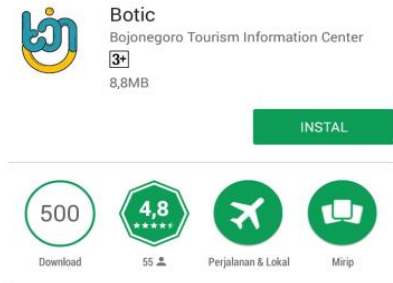 Botic
Bojonegoro Tourism Information Center
3+
8,8MB
INSTAL
500
4,8
Download
55
Perjalanan & Lokal
Mirip